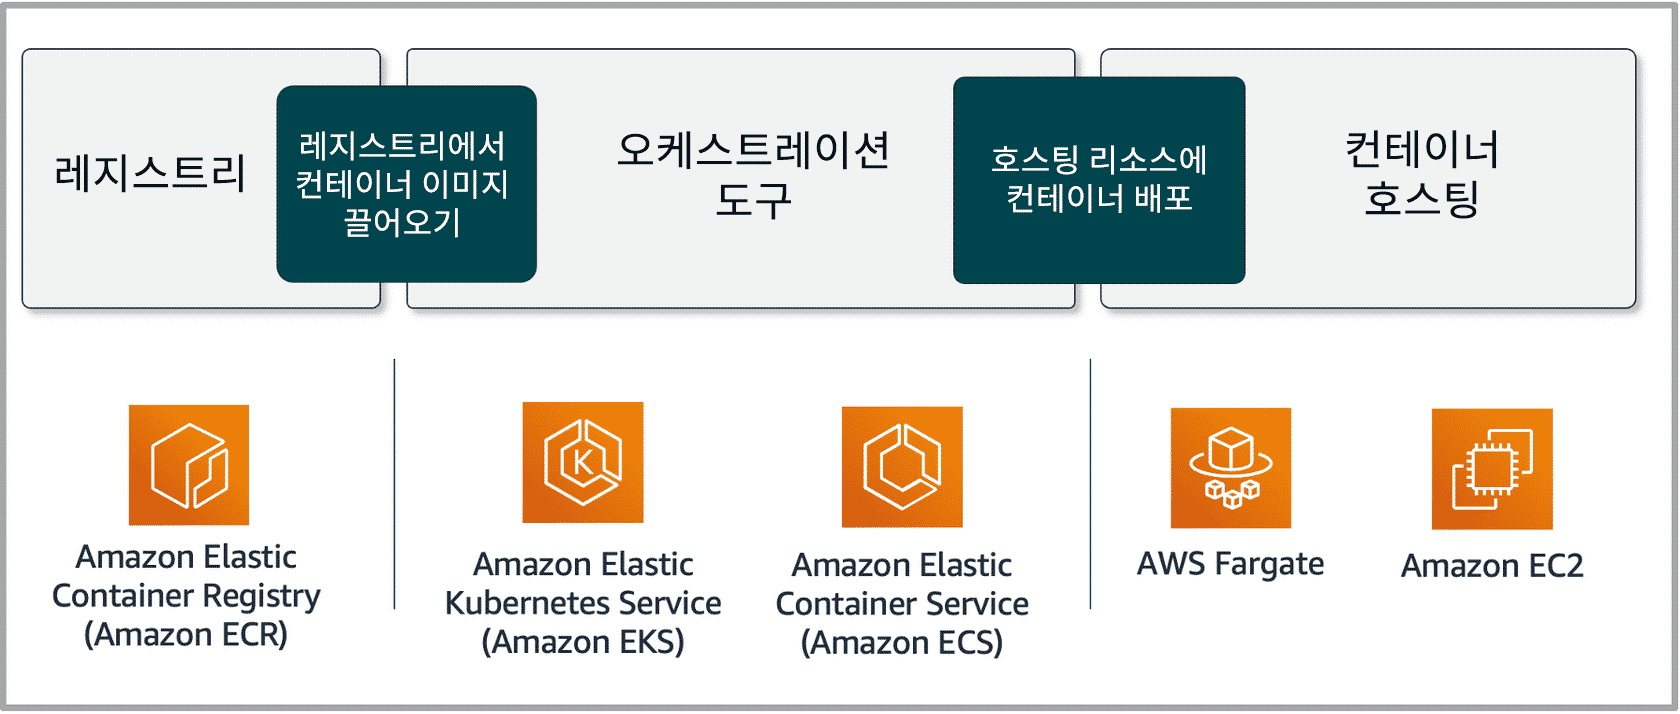 레지스트리
레지스트리에서
컨테이너 이미지
끌어오기
오케스트레이션
도구
호스팅 리소스에
컨테이너 배포
컨테이너
호스팅
Amazon Elastic
Container Registry
(Amazon ECR)
K
Amazon Elastic
Kubernetes Service
(Amazon EKS)
Amazon Elastic
Container Service
(Amazon ECS)
AWS Fargate
Amazon EC2